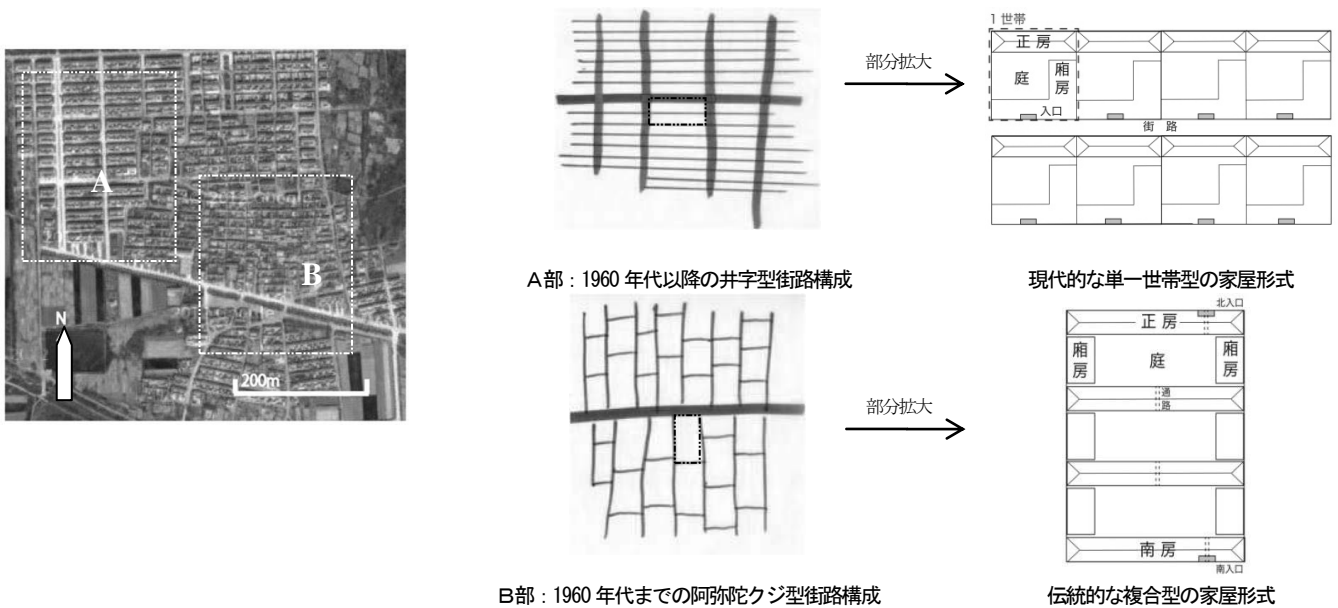 A
B
N
200m
部分拡大
1 世帯
正 房
庭
廂
房
入口
街 路
A部：1960 年代以降の井字型街路構成
現代的な単一世帯型の家屋形式
部分拡大
北入口
正 房
廂
房
庭
廂
房
通
路
南 房
南入口
B部：1960 年代までの阿弥陀クジ型街路構成
伝統的な複合型の家屋形式